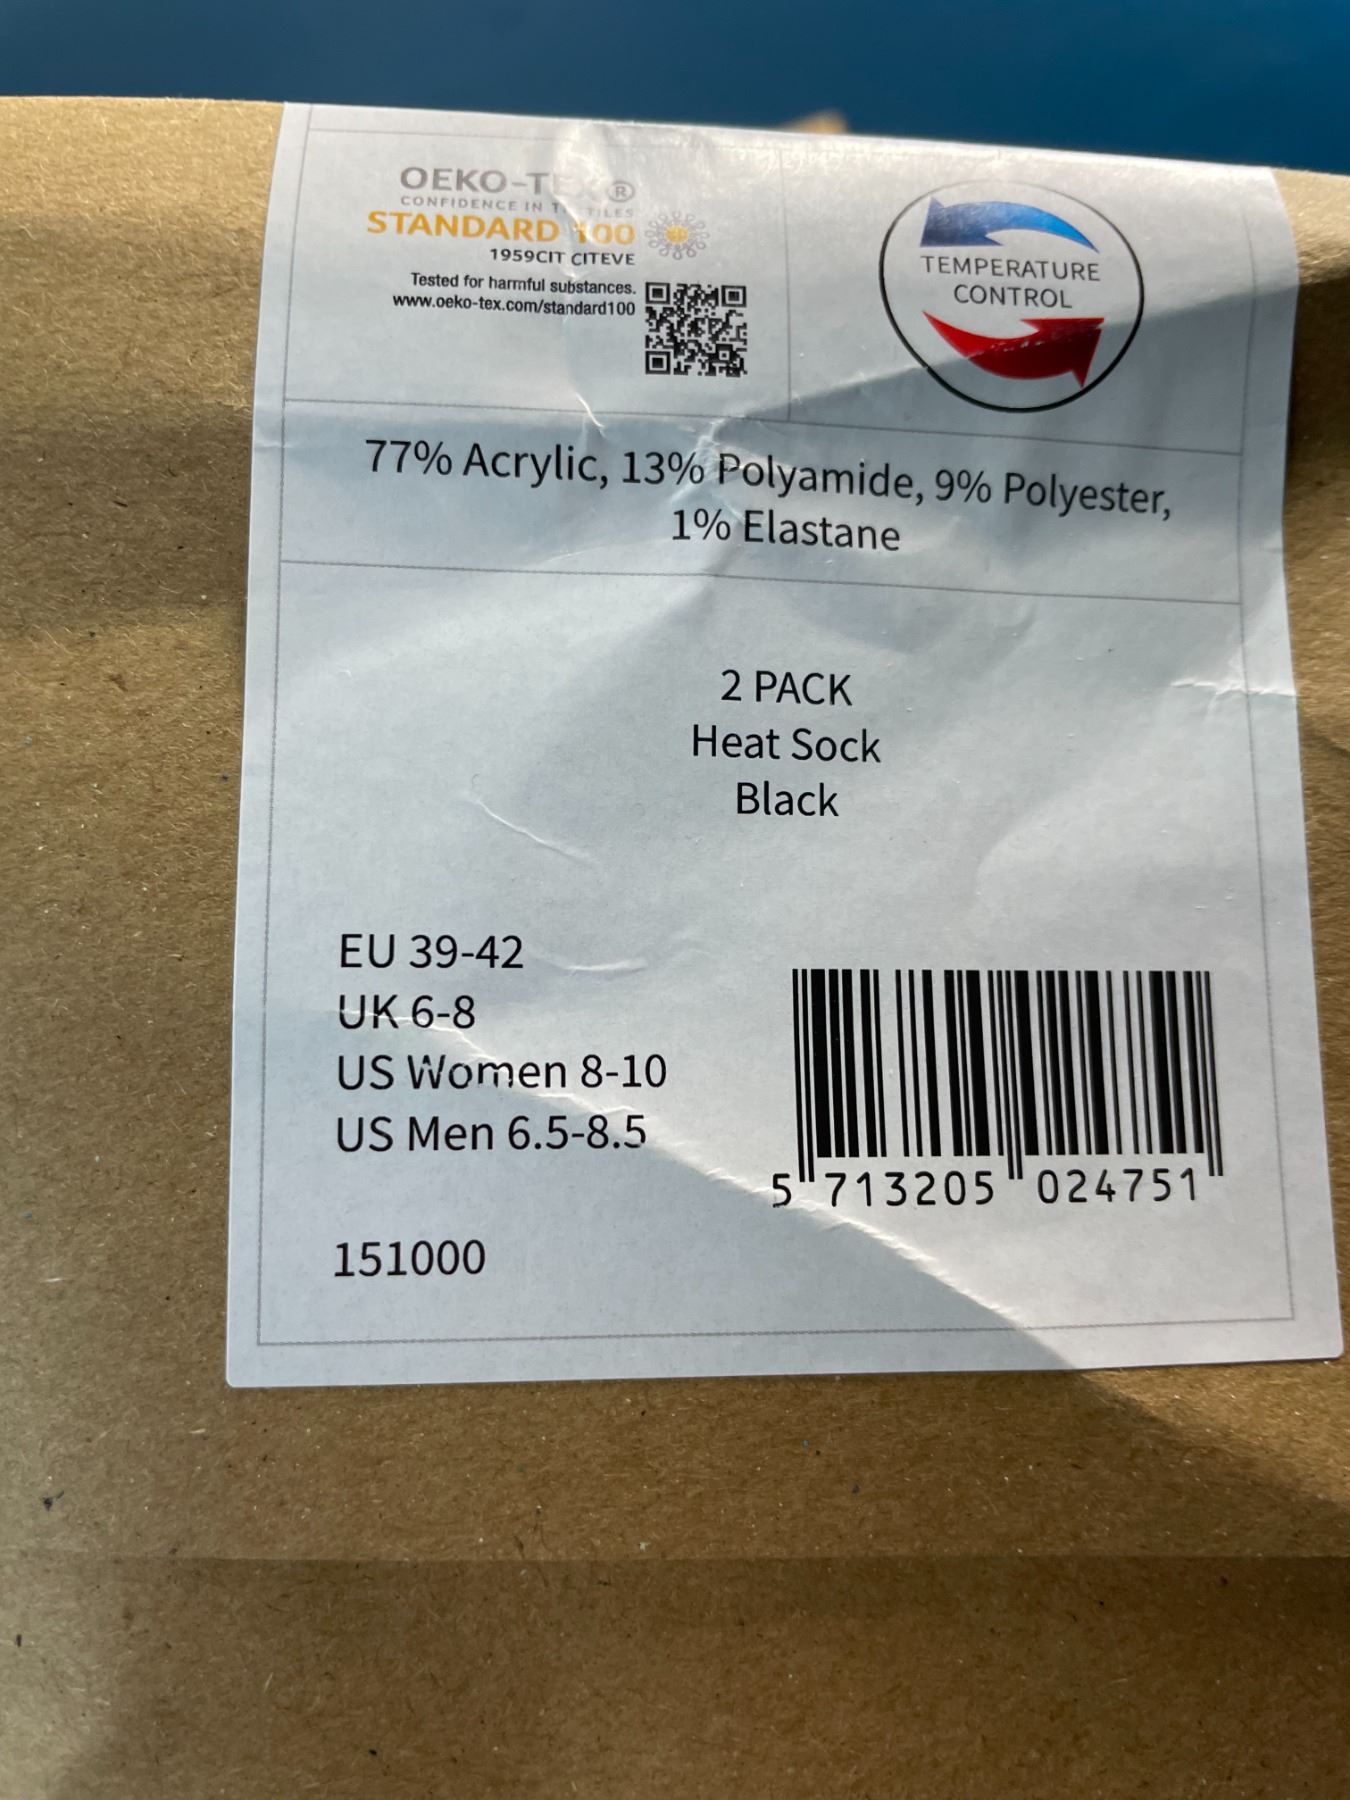 OEKO-TEX®
CONFIDENCE IN TEXTILES
STANDARD 100
1959CIT CITEVE
Tested for harmful substances.
www.oeko-tex.com/standard100
TEMPERATURE
CONTROL
77% Acrylic, 13% Polyamide, 9% Polyester,
1% Elastane
2 PACK
Heat Sock
Black
EU 39-42
UK 6-8
US Women 8-10
US Men 6.5-8.5
5 713205 024751
151000